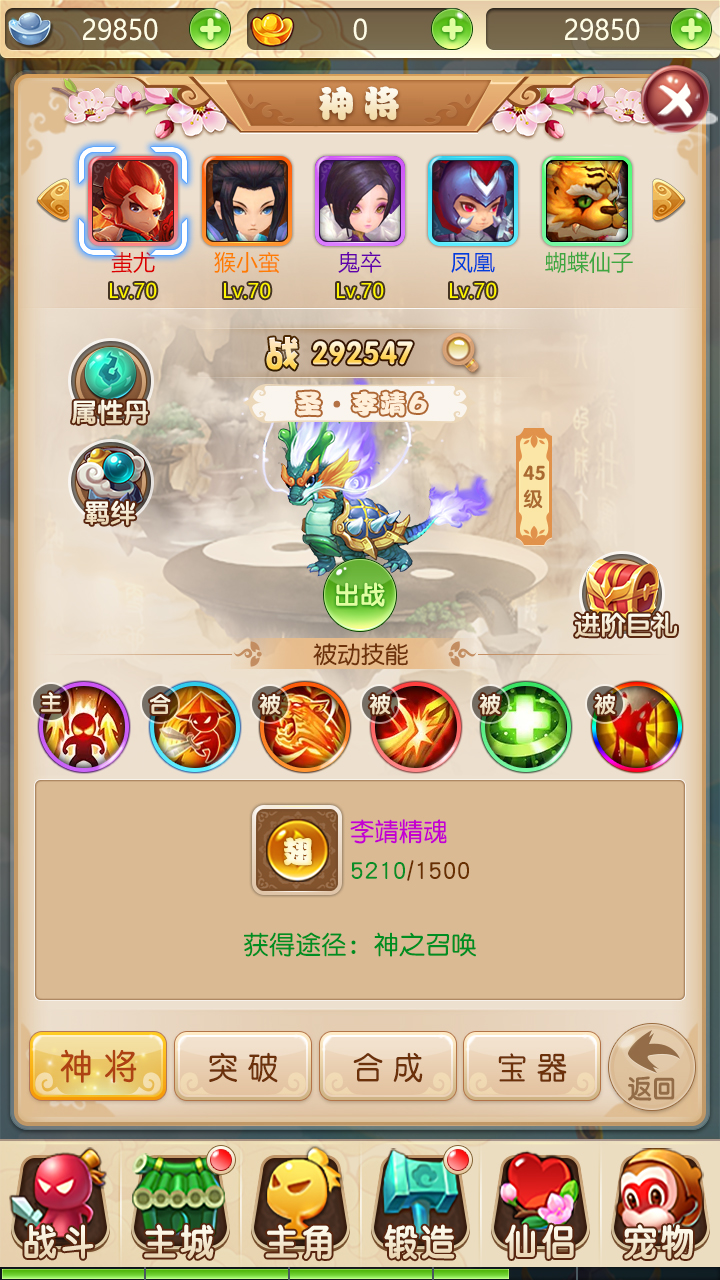 29850
0
29850
神将
蚩尤
猴小蛮
鬼卒
凤凰
蝴蝶仙子
Lv.70
Lv.70
Lv.70
Lv.70
战 292547
属性丹
圣·李靖6
45级
羁绊
出战
进阶巨礼
被动技能
主
合
被
被
被
被
翅
李靖精魂
5210/1500
获得途径：神之召唤
神将
突破
合成
宝器
返回
战斗
主城
主角
锻造
仙侣
宠物